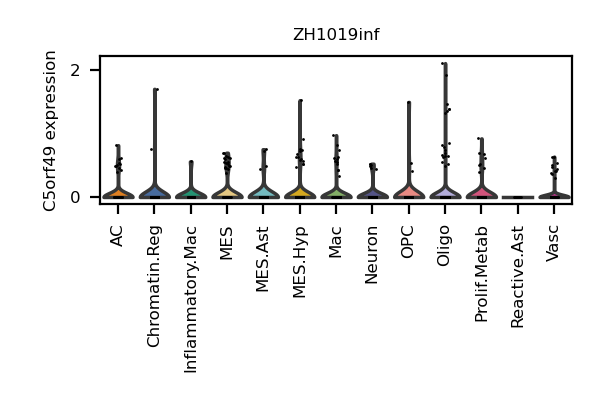 ZH1019inf
C5orf49 expression
2
0
AC
Chromatin.Reg
Inflammatory.Mac
MES
MES.Ast
MES.Hyp
Mac
Neuron
OPC
Oligo
Prolif.Metab
Reactive.Ast
Vasc